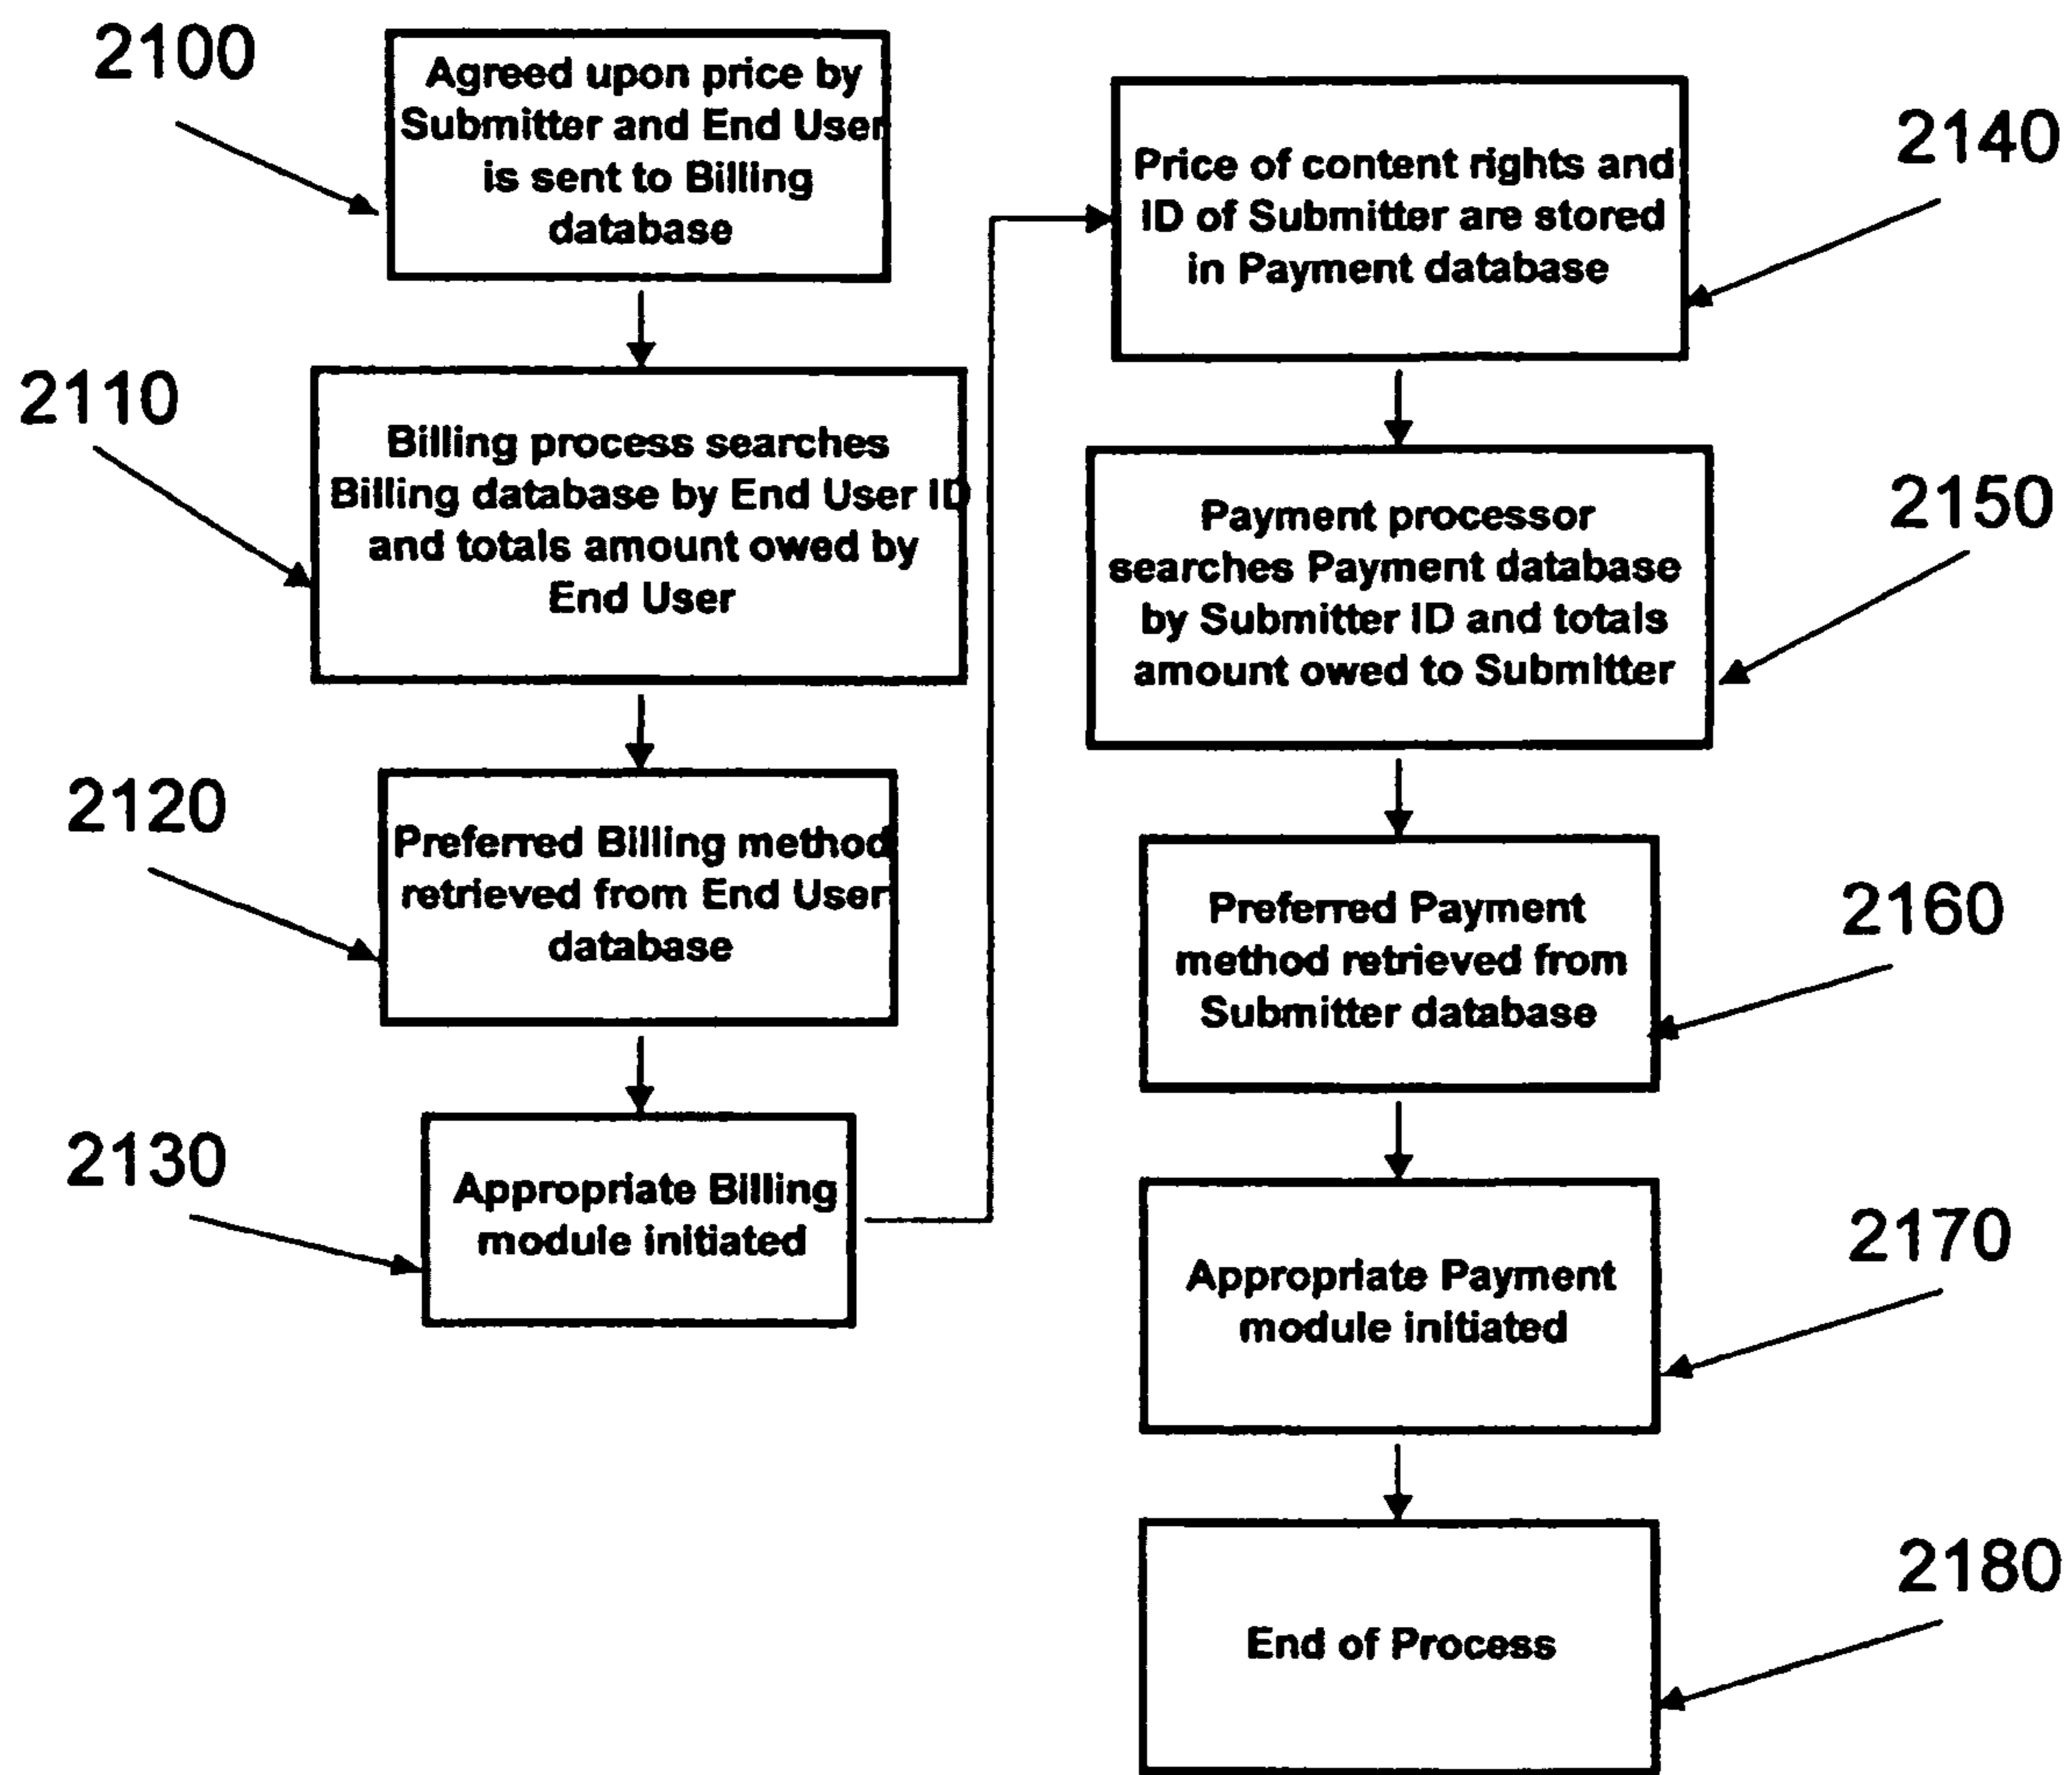 2100
Agreed upon price by
Submitter and End User
is sent to Billing
database
2110
Billing process searches
Billing database by End User ID
and totals amount owed by
End User
2120
Preferred Billing method
retrieved from End User
database
2130
Appropriate Billing
module initiated
2140
Price of content rights and
ID of Submitter are stored
in Payment database
2150
Payment processor
searches Payment database
by Submitter ID and totals
amount owed to Submitter
2160
Preferred Payment
method retrieved from
Submitter database
2170
Appropriate Payment
module initiated
2180
End of Process